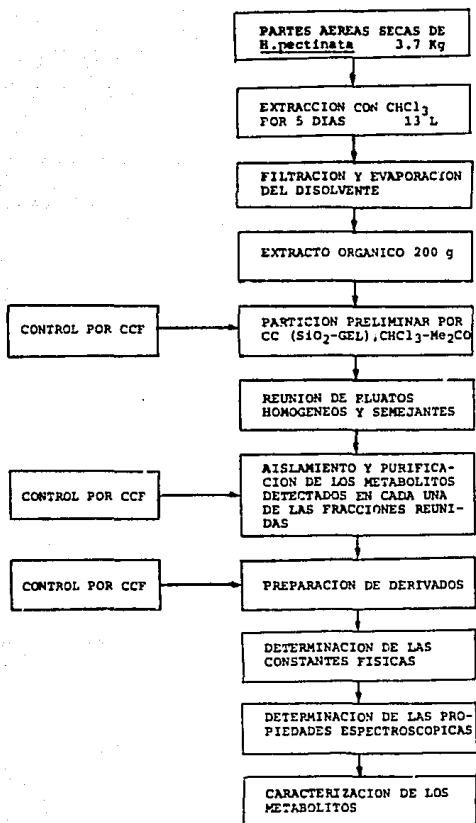 PARTES AEREAS SECAS DE
H.pectinata 3.7 Kg
EXTRACCION CON CHCl₃
POR 5 DIAS 13 L
FILTRACION Y EVAPORACION
DEL DISOLVENTE
EXTRACTO ORGANICO 200 g
CONTROL POR CCF
PARTICION PRELIMINAR POR
CC (SiO₂-GEL),CHCl₃-Me₂CO
REUNION DE ELUATOS
HOMOGENEOS Y SEMEJANTES
CONTROL POR CCF
AISLAMIENTO Y PURIFICA-
CION DE LOS METABOLITOS
DETECTADOS EN CADA UNA
DE LAS FRACCIONES REUNI-
DAS
CONTROL POR CCF
PREPARACION DE DERIVADOS
DETERMINACION DE LAS
CONSTANTES FISICAS
DETERMINACION DE LAS PRO-
PIEDADES ESPECTROSCOPICAS
CARACTERIZACION DE LOS
METABOLITOS